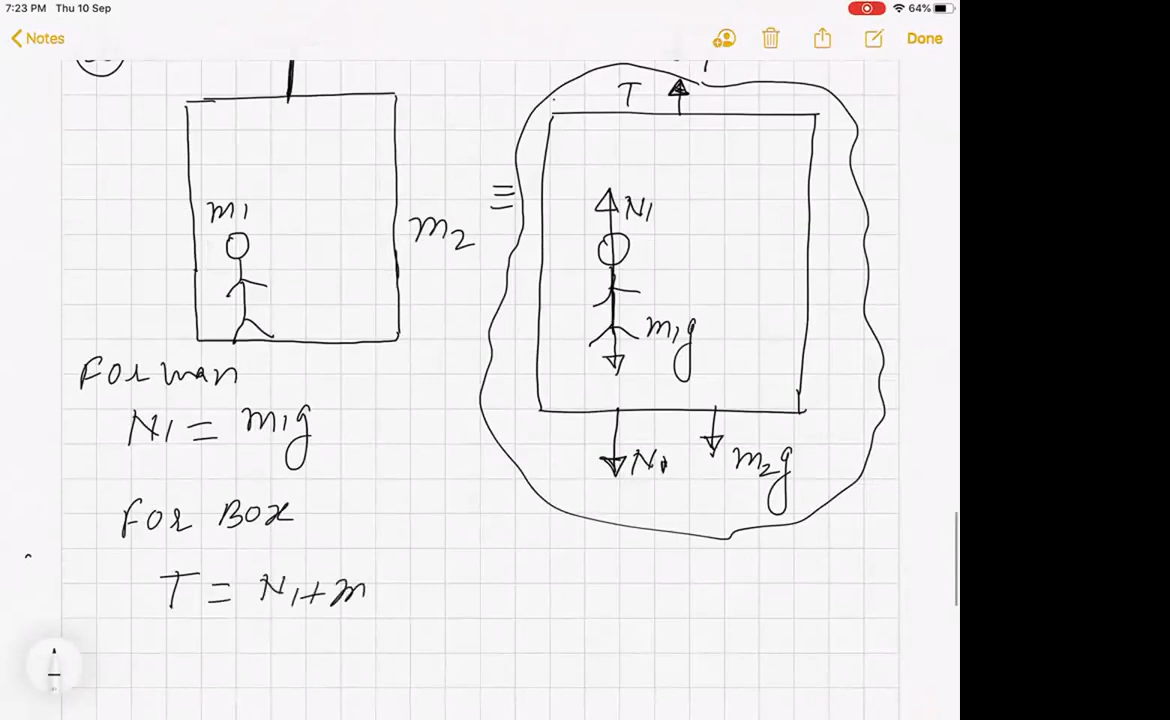 7:23 PM Thu 10 Sep
64%
Notes
Done
T
m1
m2
≡
N1
m1g
For man
N1 = m1g
N1
m2g
For Box
T = N1+m